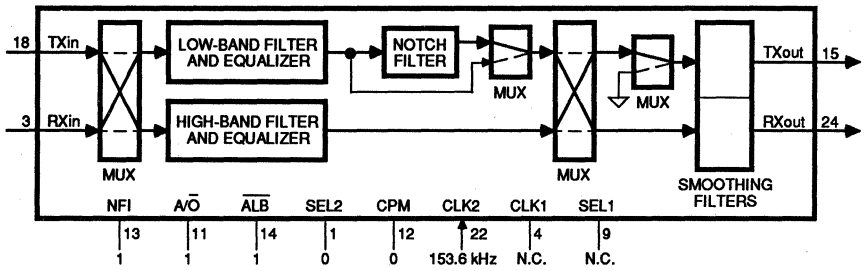 18 TXin LOW-BAND FILTER AND EQUALIZER NOTCH FILTER MUX MUX TXout 15
3 RXin HIGH-BAND FILTER AND EQUALIZER RXout 24
MUX MUX SMOOTHING FILTERS
NFI A/O̅ A̅L̅B̅ SEL2 CPM CLK2 CLK1 SEL1
13 11 14 1 12 22 4 9
1 1 1 0 0 153.6 kHz N.C. N.C.